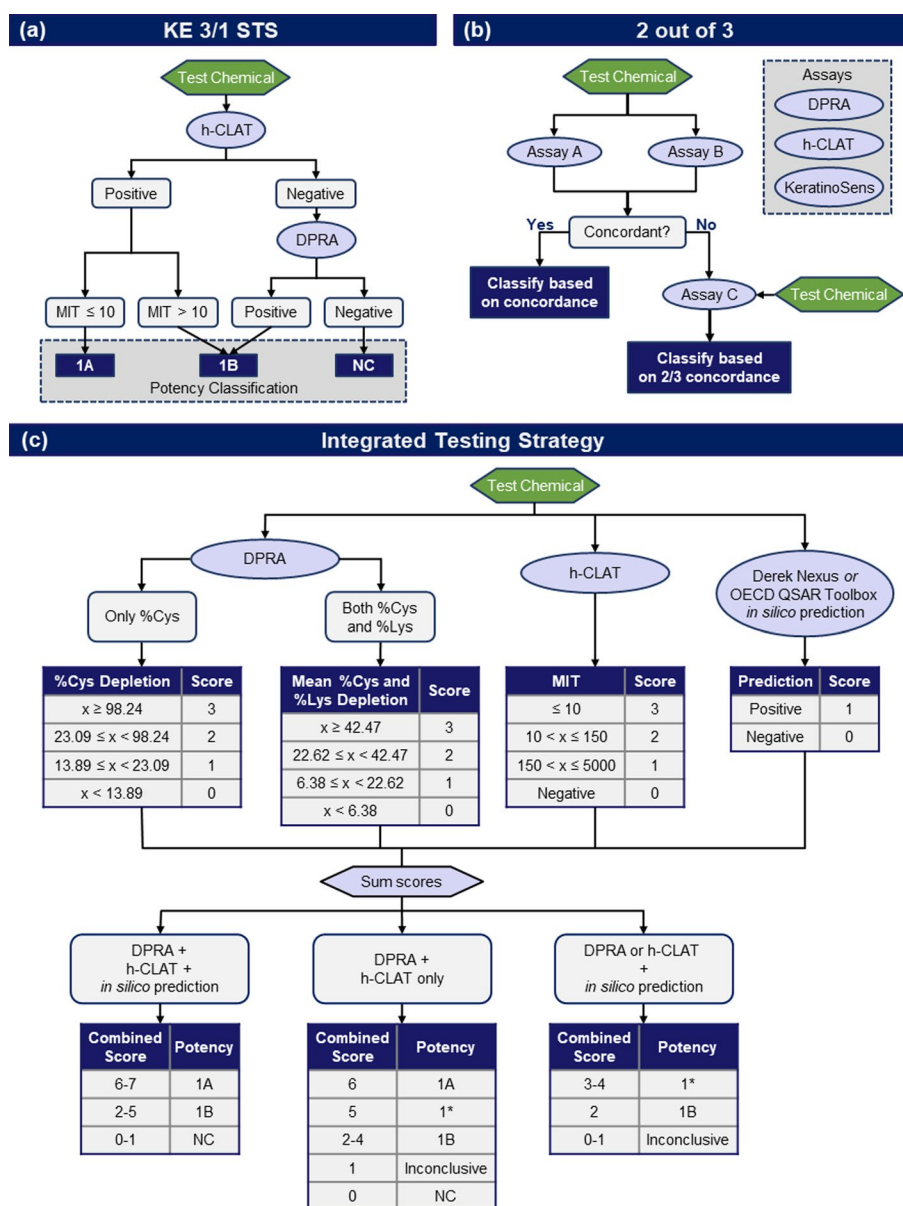 (a) KE 3/1 STS
Test Chemical
h-CLAT
Positive
Negative
DPRA
MIT ≤ 10
MIT > 10
Positive
Negative
1A
1B
NC
Potency Classification
(b) 2 out of 3
Test Chemical
Assays
DPRA
h-CLAT
KeratinoSens
Assay A
Assay B
Yes
Concordant?
No
Classify based
on concordance
Assay C
Test Chemical
Classify based
on 2/3 concordance
(c) Integrated Testing Strategy
Test Chemical
DPRA
h-CLAT
Derek Nexus or
OECD QSAR Toolbox
in silico prediction
Only %Cys
Both %Cys
and %Lys
%Cys Depletion Score
x ≥ 98.24 3
23.09 ≤ x < 98.24 2
13.89 ≤ x < 23.09 1
x < 13.89 0
Mean %Cys and
%Lys Depletion Score
x ≥ 42.47 3
22.62 ≤ x < 42.47 2
6.38 ≤ x < 22.62 1
x < 6.38 0
MIT Score
≤ 10 3
10 < x ≤ 150 2
150 < x ≤ 5000 1
Negative 0
Prediction Score
Positive 1
Negative 0
Sum scores
DPRA +
h-CLAT +
in silico prediction
DPRA +
h-CLAT only
DPRA or h-CLAT
+
in silico prediction
Combined
Score Potency
6-7 1A
2-5 1B
0-1 NC
Combined
Score Potency
6 1A
5 1*
2-4 1B
1 Inconclusive
0 NC
Combined
Score Potency
3-4 1*
2 1B
0-1 Inconclusive